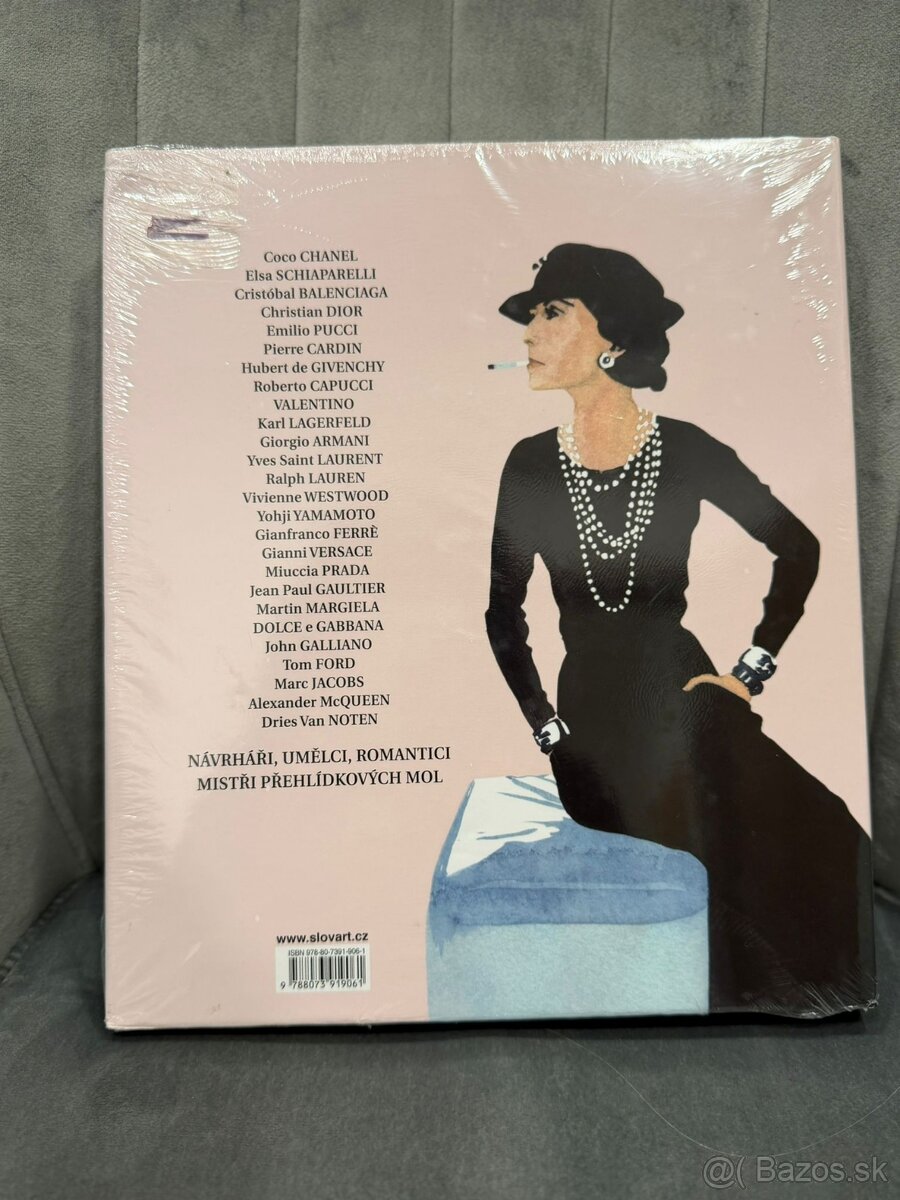 Coco CHANEL
Elsa SCHIAPARELLI
Cristóbal BALENCIAGA
Christian DIOR
Emilio PUCCI
Pierre CARDIN
Hubert de GIVENCHY
Roberto CAPUCCI
VALENTINO
Karl LAGERFELD
Giorgio ARMANI
Yves Saint LAURENT
Ralph LAUREN
Vivienne WESTWOOD
Yohji YAMAMOTO
Gianfranco FERRÈ
Gianni VERSACE
Miuccia PRADA
Jean Paul GAULTIER
Martin MARGIELA
DOLCE e GABBANA
John GALLIANO
Tom FORD
Marc JACOBS
Alexander McQUEEN
Dries Van NOTEN
NÁVRHÁŘI, UMĚLCI, ROMANTICI
MISTŘI PŘEHLÍDKOVÝCH MOL
www.slovart.cz
ISBN 978-80-7391-906-1
9 788073 919061
@( Bazos.sk